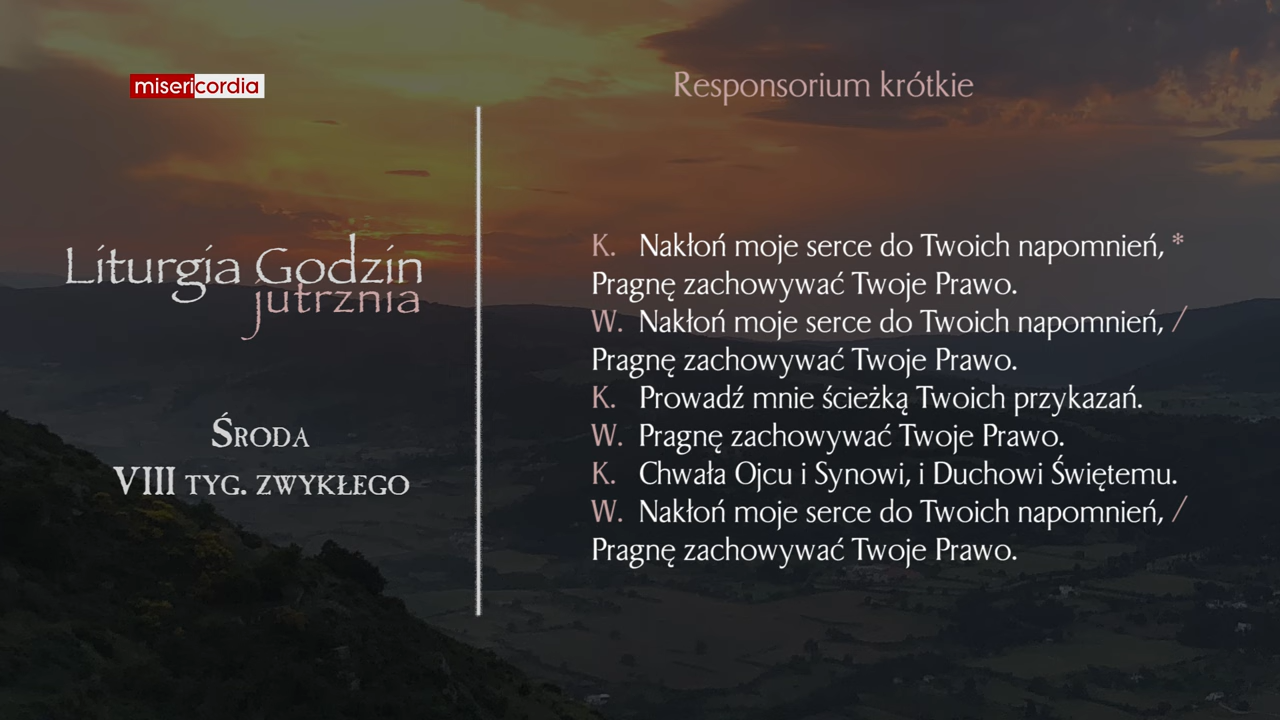 misericordia
Responsorium krótkie
Liturgia Godzin
jutrznia
Środa
VIII tyg. zwykłego
K. Nakłoń moje serce do Twoich napomnień, *
Pragnę zachowywać Twoje Prawo.
W. Nakłoń moje serce do Twoich napomnień, /
Pragnę zachowywać Twoje Prawo.
K. Prowadź mnie ścieżką Twoich przykazań.
W. Pragnę zachowywać Twoje Prawo.
K. Chwała Ojcu i Synowi, i Duchowi Świętemu.
W. Nakłoń moje serce do Twoich napomnień, /
Pragnę zachowywać Twoje Prawo.